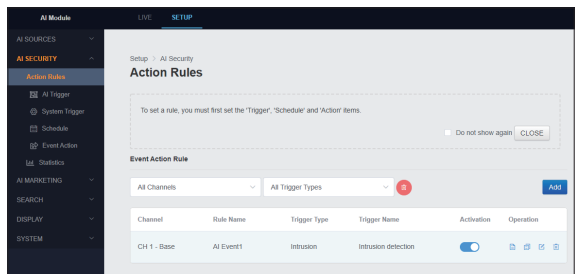 AI Module
LIVE
SETUP
AI SOURCES
AI SECURITY
Action Rules
AI Trigger
System Trigger
Schedule
Event Action
Statistics
AI MARKETING
SEARCH
DISPLAY
SYSTEM
Setup > AI Security
Action Rules
To set a rule, you must first set the 'Trigger', 'Schedule' and 'Action' items.
Do not show again
CLOSE
Event Action Rule
All Channels
All Trigger Types
Add
Channel Rule Name Trigger Type Trigger Name Activation Operation
CH 1 - Base AI Event1 Intrusion Intrusion detection